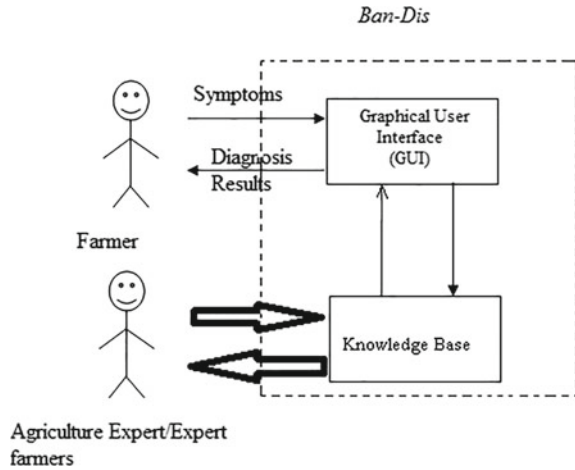 Ban-Dis
Symptoms
Graphical User
Interface
(GUI)
Diagnosis
Results
Farmer
Knowledge Base
Agriculture Expert/Expert
farmers